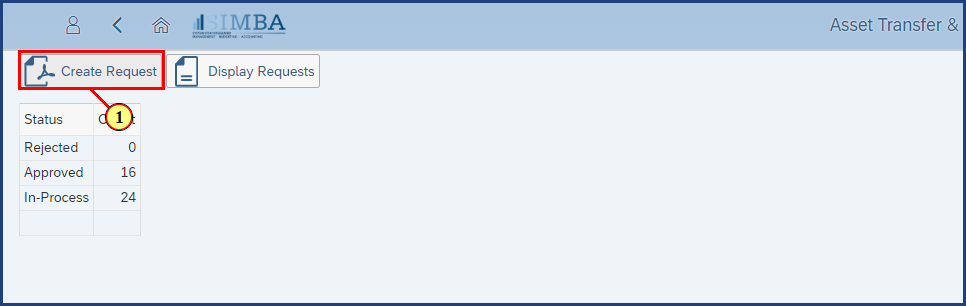 SIMBA
Asset Transfer &
Create Request
Display Requests
1
Status
Rejected 0
Approved 16
In-Process 24